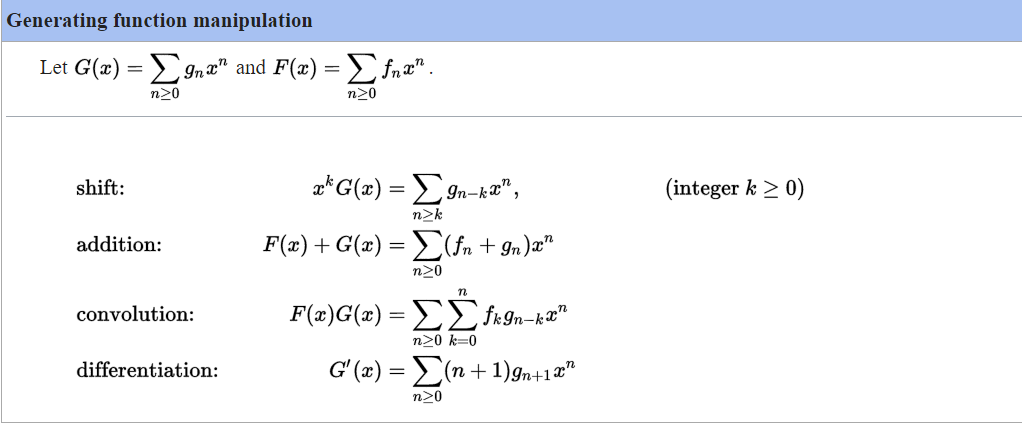 Generating function manipulation
Let G(x) = ∑_{n≥0} g_n x^n and F(x) = ∑_{n≥0} f_n x^n .
shift: x^k G(x) = ∑_{n≥k} g_{n−k} x^n, (integer k ≥ 0)
addition: F(x) + G(x) = ∑_{n≥0} (f_n + g_n) x^n
convolution: F(x)G(x) = ∑_{n≥0} ∑_{k=0}^{n} f_k g_{n−k} x^n
differentiation: G′(x) = ∑_{n≥0} (n + 1) g_{n+1} x^n